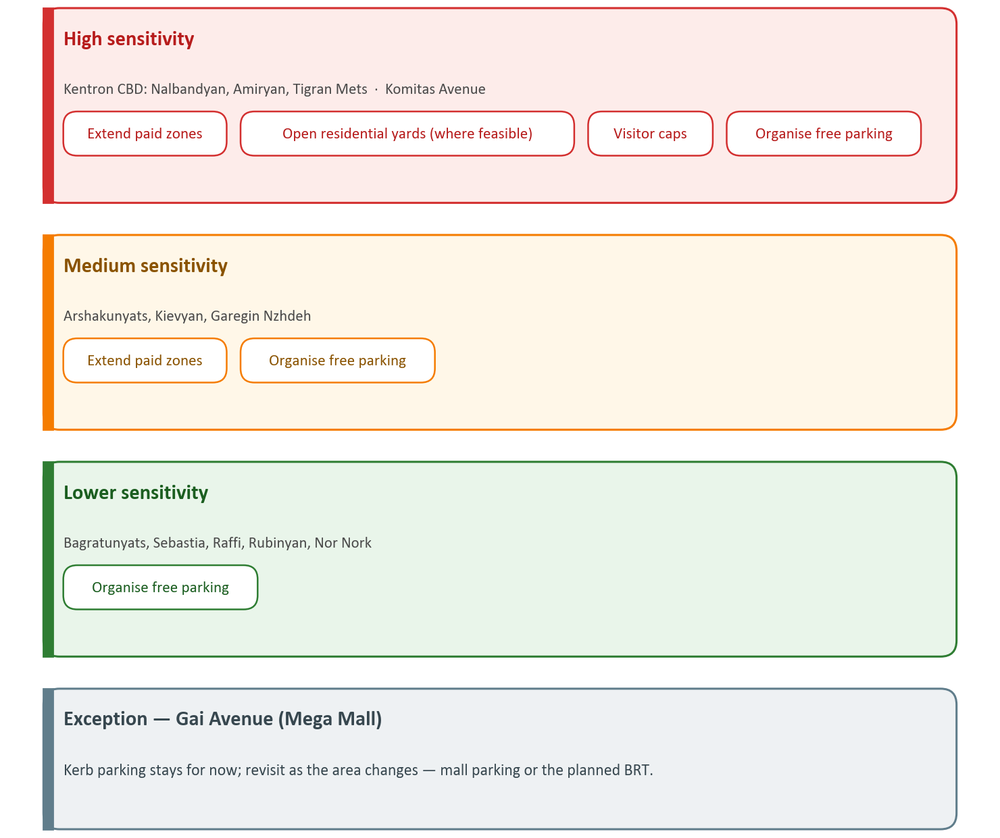 High sensitivity
Kentron CBD: Nalbandyan, Amiryan, Tigran Mets · Komitas Avenue
Extend paid zones
Open residential yards (where feasible)
Visitor caps
Organise free parking
Medium sensitivity
Arshakunyats, Kievyan, Garegin Nzhdeh
Extend paid zones
Organise free parking
Lower sensitivity
Bagratunyats, Sebastia, Raffi, Rubinyan, Nor Nork
Organise free parking
Exception — Gai Avenue (Mega Mall)
Kerb parking stays for now; revisit as the area changes — mall parking or the planned BRT.